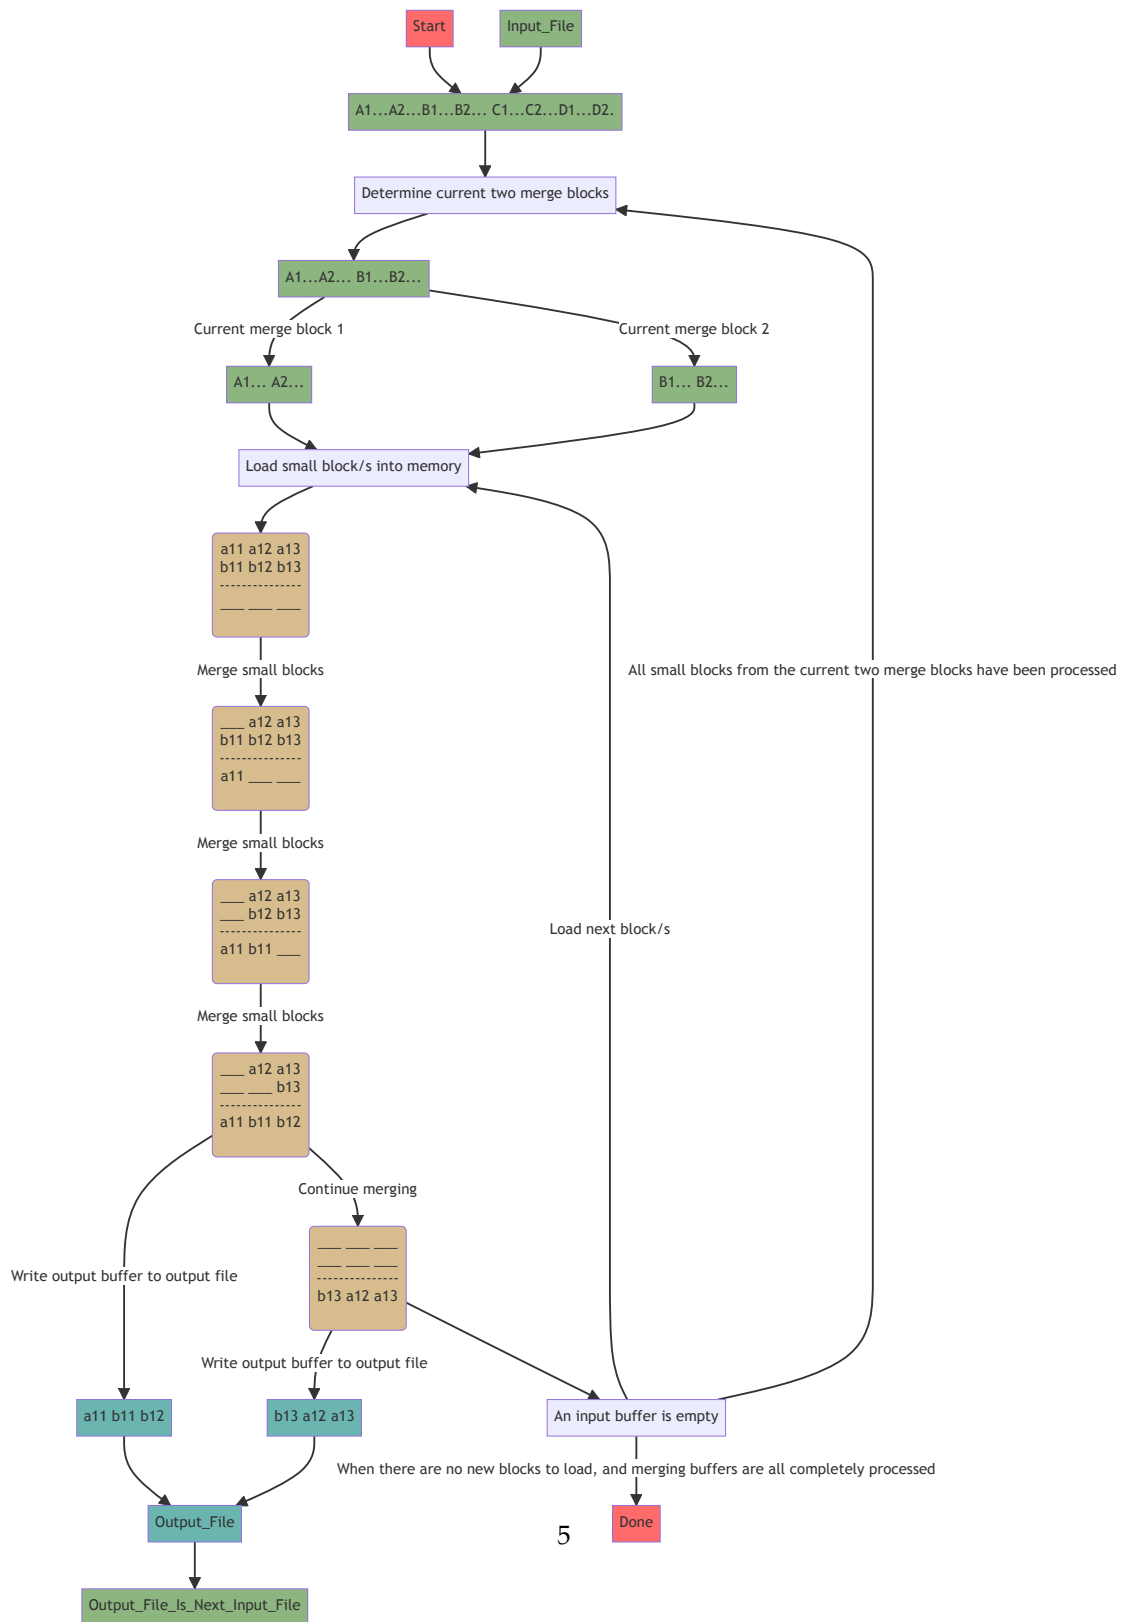 Start
Input_File
A1...A2...B1...B2... C1...C2...D1...D2.
Determine current two merge blocks
A1...A2... B1...B2...
Current merge block 1
Current merge block 2
A1... A2...
B1... B2...
Load small block/s into memory
a11 a12 a13
b11 b12 b13
---------------
___ ___ ___
Merge small blocks
All small blocks from the current two merge blocks have been processed
___ a12 a13
b11 b12 b13
---------------
a11 ___ ___
Merge small blocks
___ a12 a13
___ b12 b13
---------------
a11 b11 ___
Load next block/s
Merge small blocks
___ a12 a13
___ ___ b13
---------------
a11 b11 b12
Continue merging
___ ___ ___
___ ___ ___
---------------
b13 a12 a13
Write output buffer to output file
Write output buffer to output file
a11 b11 b12
b13 a12 a13
An input buffer is empty
When there are no new blocks to load, and merging buffers are all completely processed
Output_File
Done
5
Output_File_Is_Next_Input_File